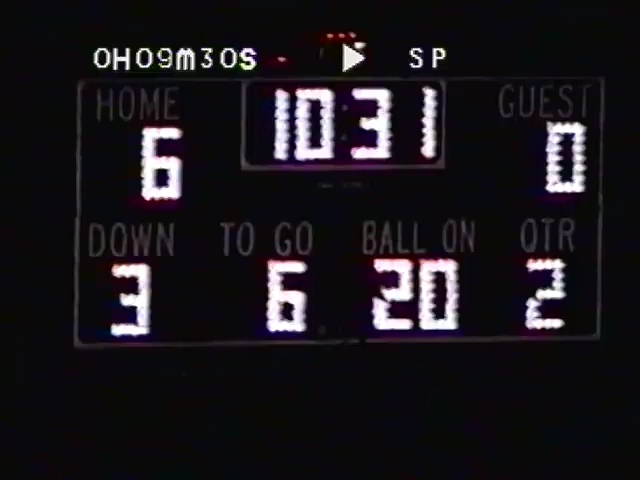 0H09m30S ▶ SP
HOME 10:31 GUEST
6 0
DOWN TO GO BALL ON QTR
3 6 20 2